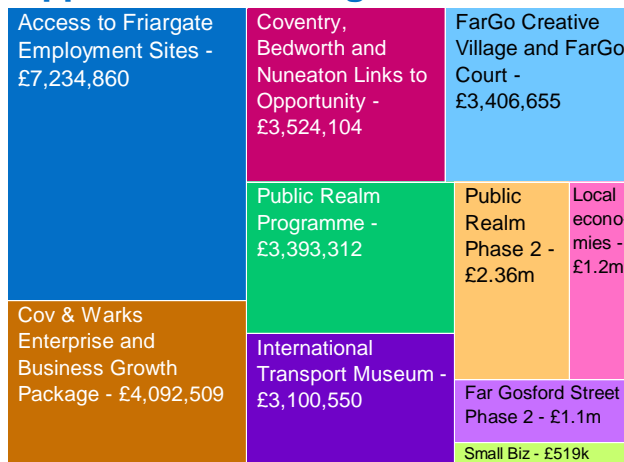 Access to Friargate
Employment Sites -
£7,234,860
Coventry,
Bedworth and
Nuneaton Links to
Opportunity -
£3,524,104
FarGo Creative
Village and FarGo
Court -
£3,406,655
Public Realm
Programme -
£3,393,312
Public
Realm
Phase 2 -
£2.36m
Local
econo
mies -
£1.2m
Cov & Warks
Enterprise and
Business Growth
Package - £4,092,509
International
Transport Museum -
£3,100,550
Far Gosford Street
Phase 2 - £1.1m
Small Biz - £519k